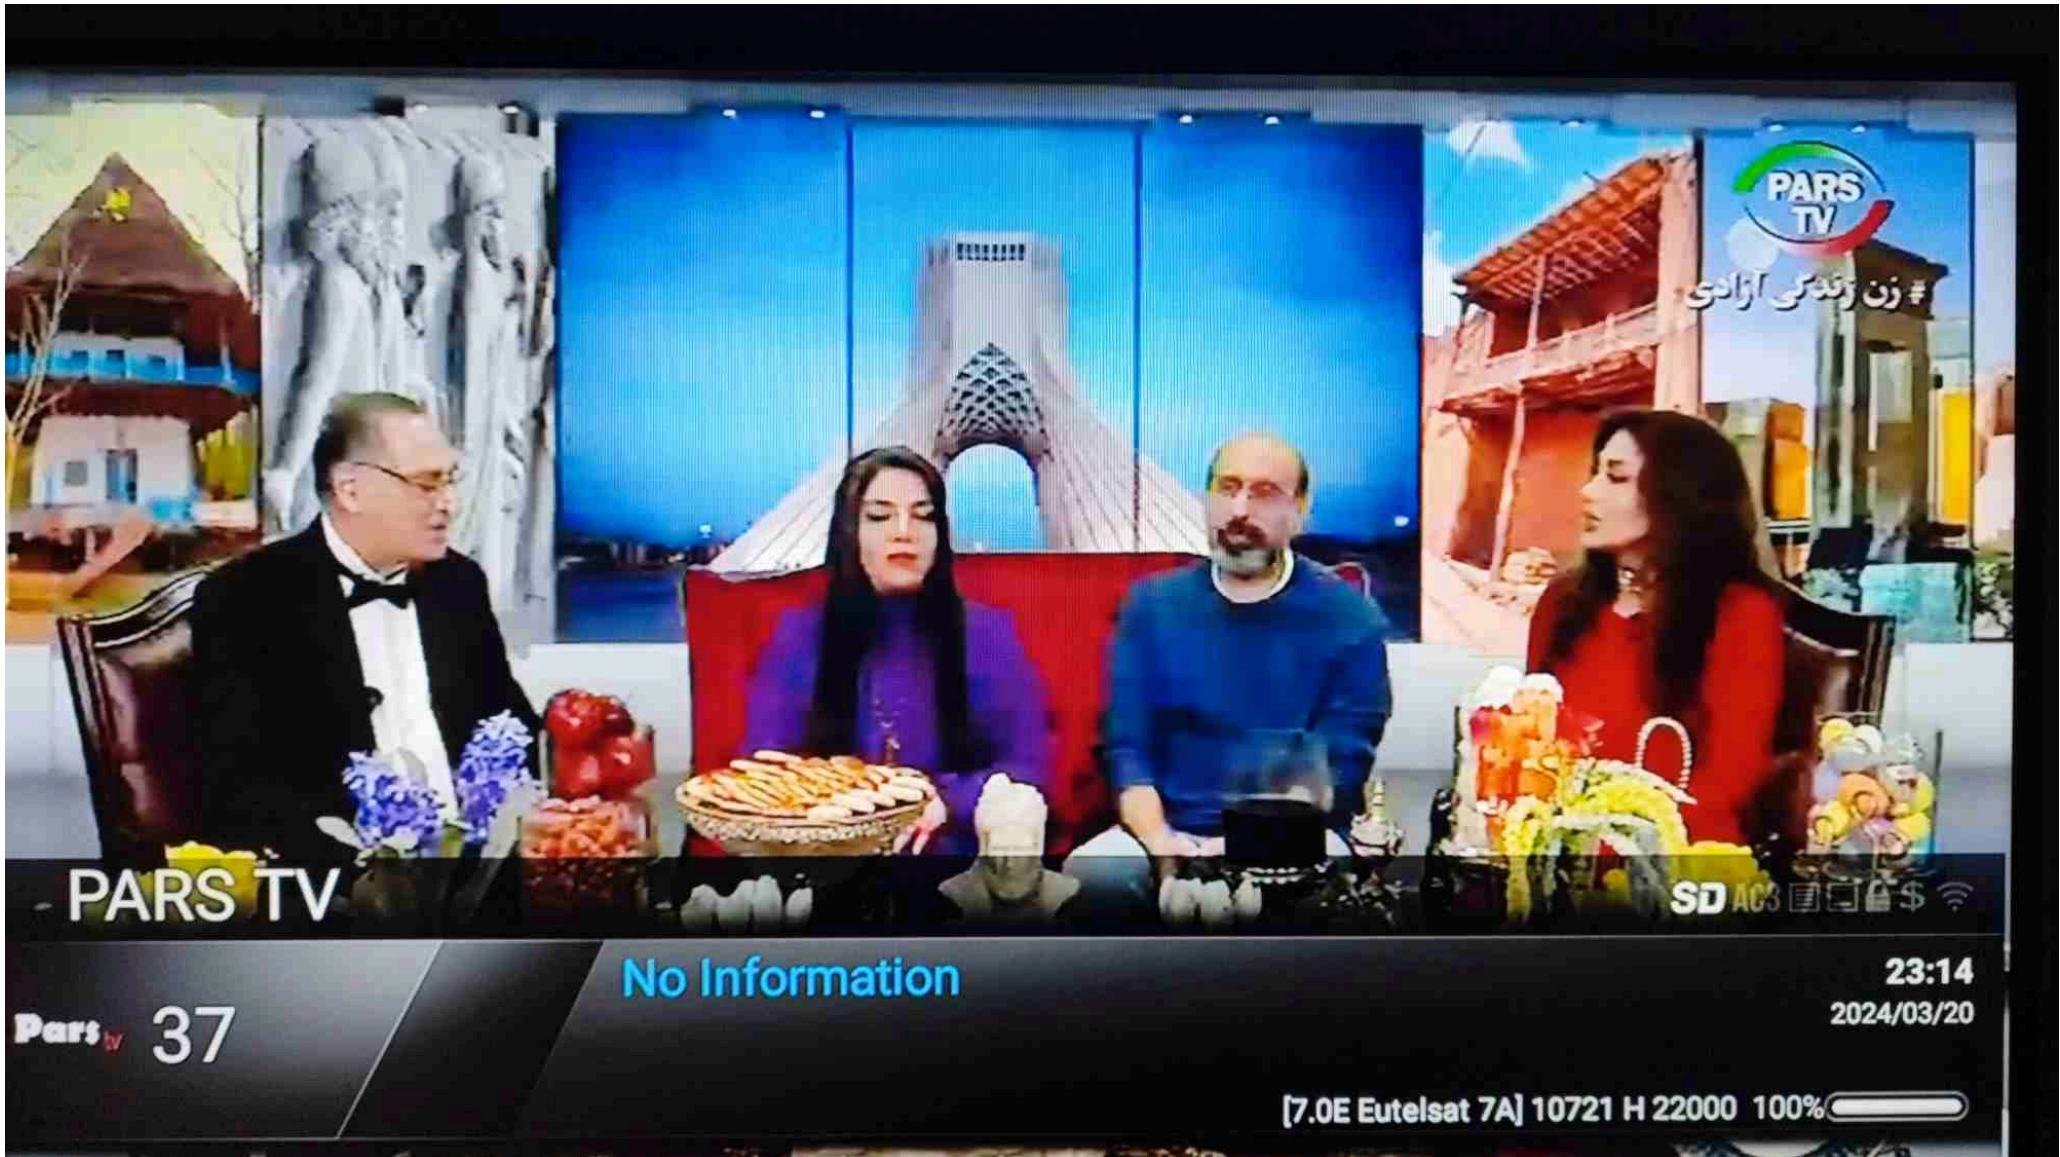 PARS
TV
# زن زندگی آزادی
PARS TV
SD AC3 $
No Information
23:14
2024/03/20
Pars tv 37
[7.0E Eutelsat 7A] 10721 H 22000 100%